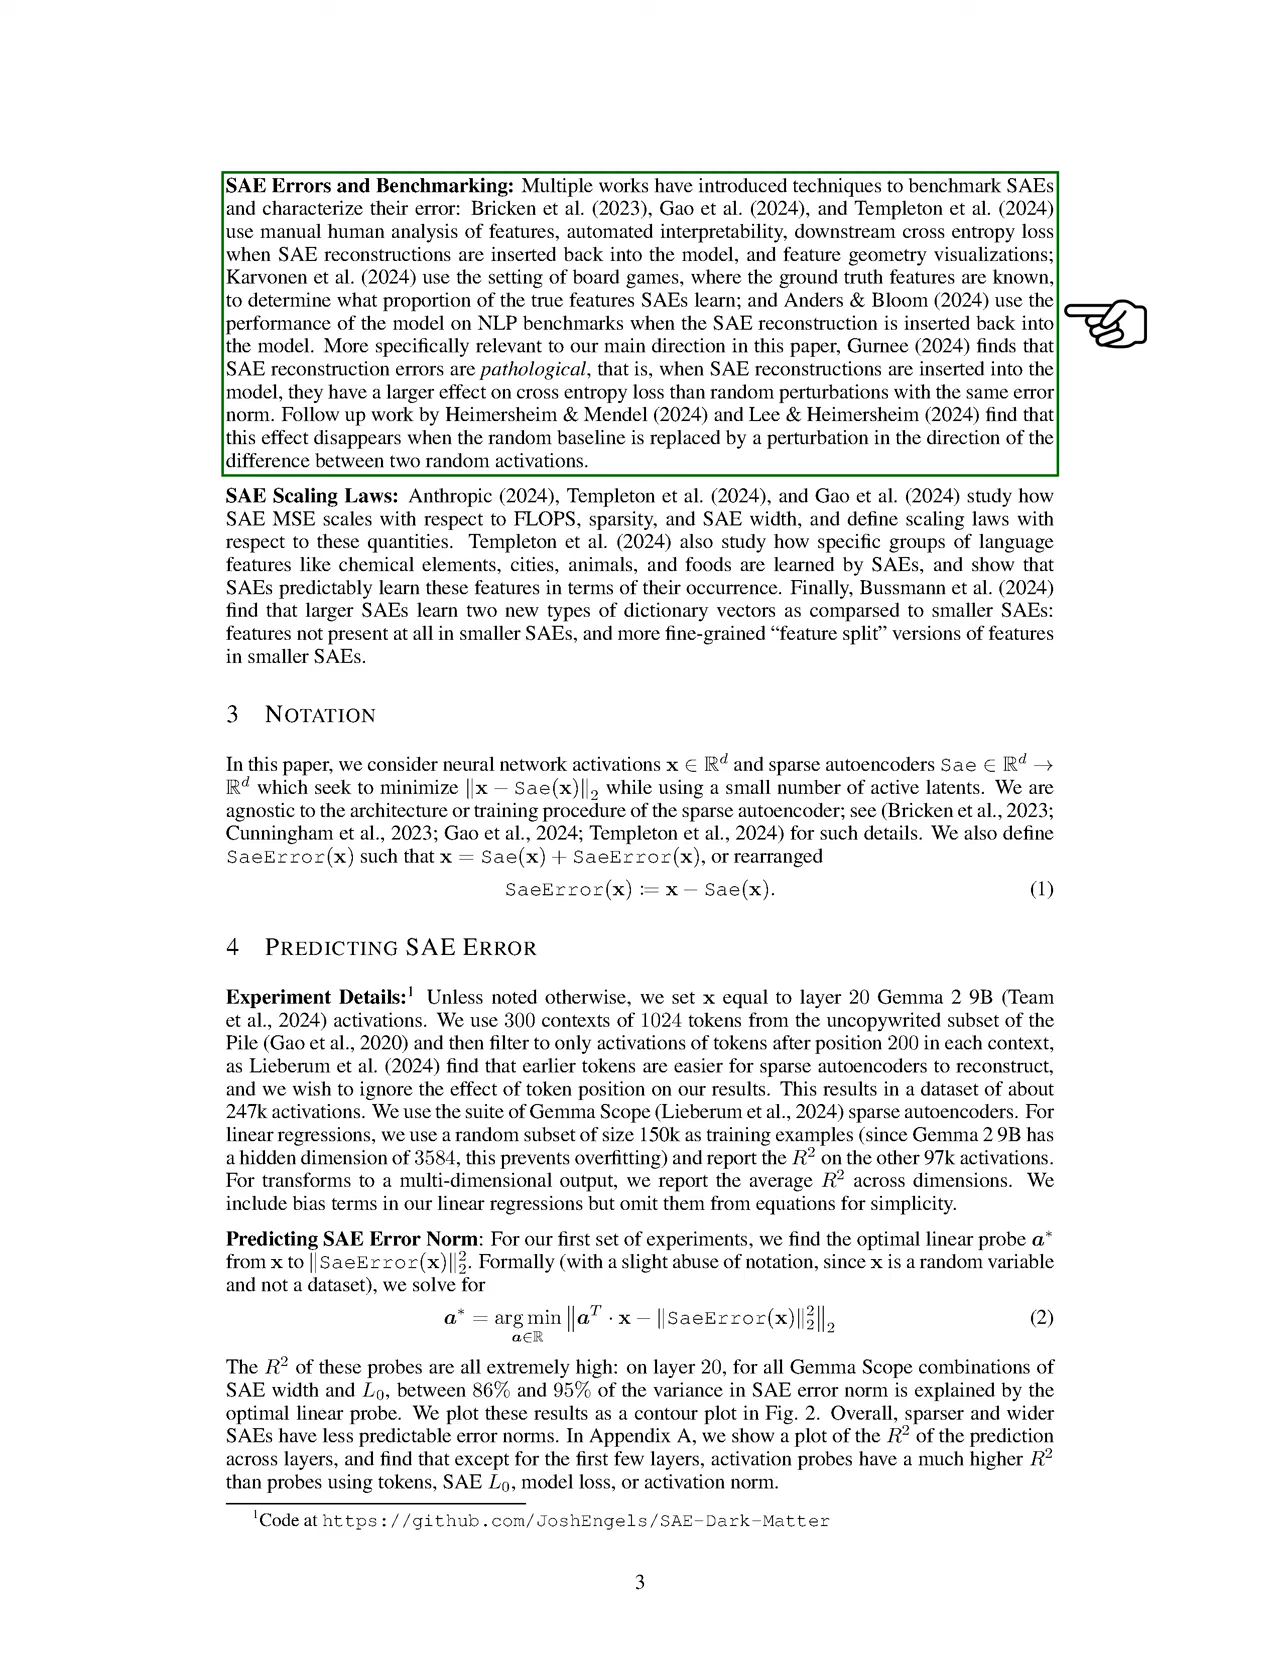 SAE Errors and Benchmarking: Multiple works have introduced techniques to benchmark SAEs
and characterize their error: Bricken et al. (2023), Gao et al. (2024), and Templeton et al. (2024)
use manual human analysis of features, automated interpretability, downstream cross entropy loss
when SAE reconstructions are inserted back into the model, and feature geometry visualizations;
Karvonen et al. (2024) use the setting of board games, where the ground truth features are known,
to determine what proportion of the true features SAEs learn; and Anders & Bloom (2024) use the
performance of the model on NLP benchmarks when the SAE reconstruction is inserted back into
the model. More specifically relevant to our main direction in this paper, Gurnee (2024) finds that
SAE reconstruction errors are pathological, that is, when SAE reconstructions are inserted into the
model, they have a larger effect on cross entropy loss than random perturbations with the same error
norm. Follow up work by Heimersheim & Mendel (2024) and Lee & Heimersheim (2024) find that
this effect disappears when the random baseline is replaced by a perturbation in the direction of the
difference between two random activations.
SAE Scaling Laws: Anthropic (2024), Templeton et al. (2024), and Gao et al. (2024) study how
SAE MSE scales with respect to FLOPS, sparsity, and SAE width, and define scaling laws with
respect to these quantities. Templeton et al. (2024) also study how specific groups of language
features like chemical elements, cities, animals, and foods are learned by SAEs, and show that
SAEs predictably learn these features in terms of their occurrence. Finally, Bussmann et al. (2024)
find that larger SAEs learn two new types of dictionary vectors as comparsed to smaller SAEs:
features not present at all in smaller SAEs, and more fine-grained “feature split” versions of features
in smaller SAEs.
3 NOTATION
In this paper, we consider neural network activations x ∈ ℝ^d and sparse autoencoders Sae ∈ ℝ^d →
ℝ^d which seek to minimize ‖x − Sae(x)‖_2 while using a small number of active latents. We are
agnostic to the architecture or training procedure of the sparse autoencoder; see (Bricken et al., 2023;
Cunningham et al., 2023; Gao et al., 2024; Templeton et al., 2024) for such details. We also define
SaeError(x) such that x = Sae(x) + SaeError(x), or rearranged
SaeError(x) := x − Sae(x). (1)
4 PREDICTING SAE ERROR
Experiment Details:¹ Unless noted otherwise, we set x equal to layer 20 Gemma 2 9B (Team
et al., 2024) activations. We use 300 contexts of 1024 tokens from the uncopywrited subset of the
Pile (Gao et al., 2020) and then filter to only activations of tokens after position 200 in each context,
as Lieberum et al. (2024) find that earlier tokens are easier for sparse autoencoders to reconstruct,
and we wish to ignore the effect of token position on our results. This results in a dataset of about
247k activations. We use the suite of Gemma Scope (Lieberum et al., 2024) sparse autoencoders. For
linear regressions, we use a random subset of size 150k as training examples (since Gemma 2 9B has
a hidden dimension of 3584, this prevents overfitting) and report the R² on the other 97k activations.
For transforms to a multi-dimensional output, we report the average R² across dimensions. We
include bias terms in our linear regressions but omit them from equations for simplicity.
Predicting SAE Error Norm: For our first set of experiments, we find the optimal linear probe a*
from x to ‖SaeError(x)‖_2^2. Formally (with a slight abuse of notation, since x is a random variable
and not a dataset), we solve for
a* = arg min_{a∈ℝ} ‖a^T · x − ‖SaeError(x)‖_2^2‖_2 (2)
The R² of these probes are all extremely high: on layer 20, for all Gemma Scope combinations of
SAE width and L_0, between 86% and 95% of the variance in SAE error norm is explained by the
optimal linear probe. We plot these results as a contour plot in Fig. 2. Overall, sparser and wider
SAEs have less predictable error norms. In Appendix A, we show a plot of the R² of the prediction
across layers, and find that except for the first few layers, activation probes have a much higher R²
than probes using tokens, SAE L_0, model loss, or activation norm.
¹Code at https://github.com/JoshEngels/SAE-Dark-Matter
3